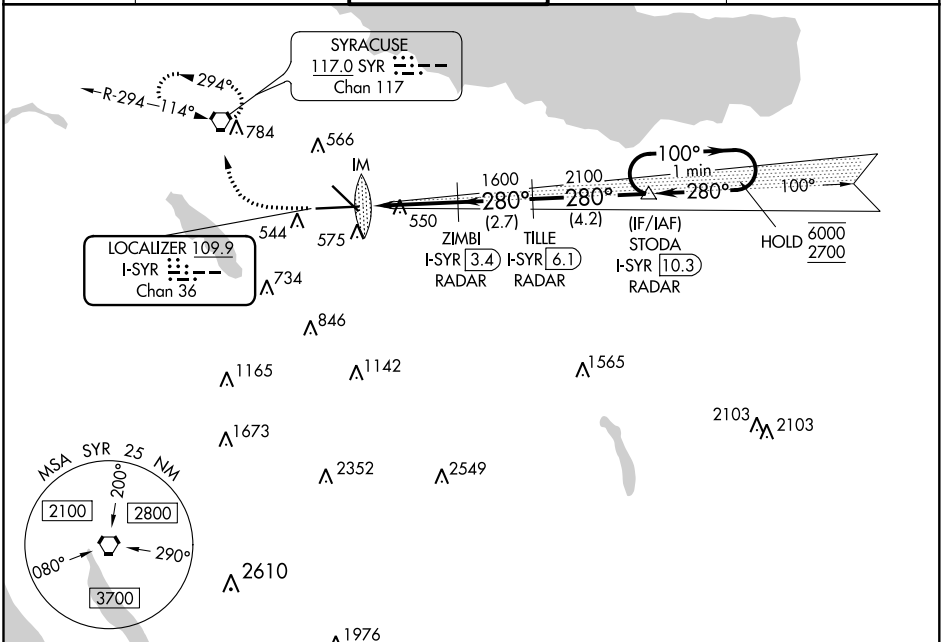 SYRACUSE
117.0 SYR
Chan 117
294°
R-294
114°
784
566
IM
1600
2100
100°
1 min
280°
280°
280°
100°
(2.7)
(4.2)
544
575
550
ZIMBI
I-SYR 3.4
RADAR
TILLE
I-SYR 6.1
RADAR
(IF/IAF)
STODA
I-SYR 10.3
RADAR
HOLD 6000
2700
LOCALIZER 109.9
I-SYR
Chan 36
734
846
1165
1142
1565
1673
2103
2103
2352
2549
MSA SYR 25 NM
200°
2100
2800
080°
290°
3700
2610
1976